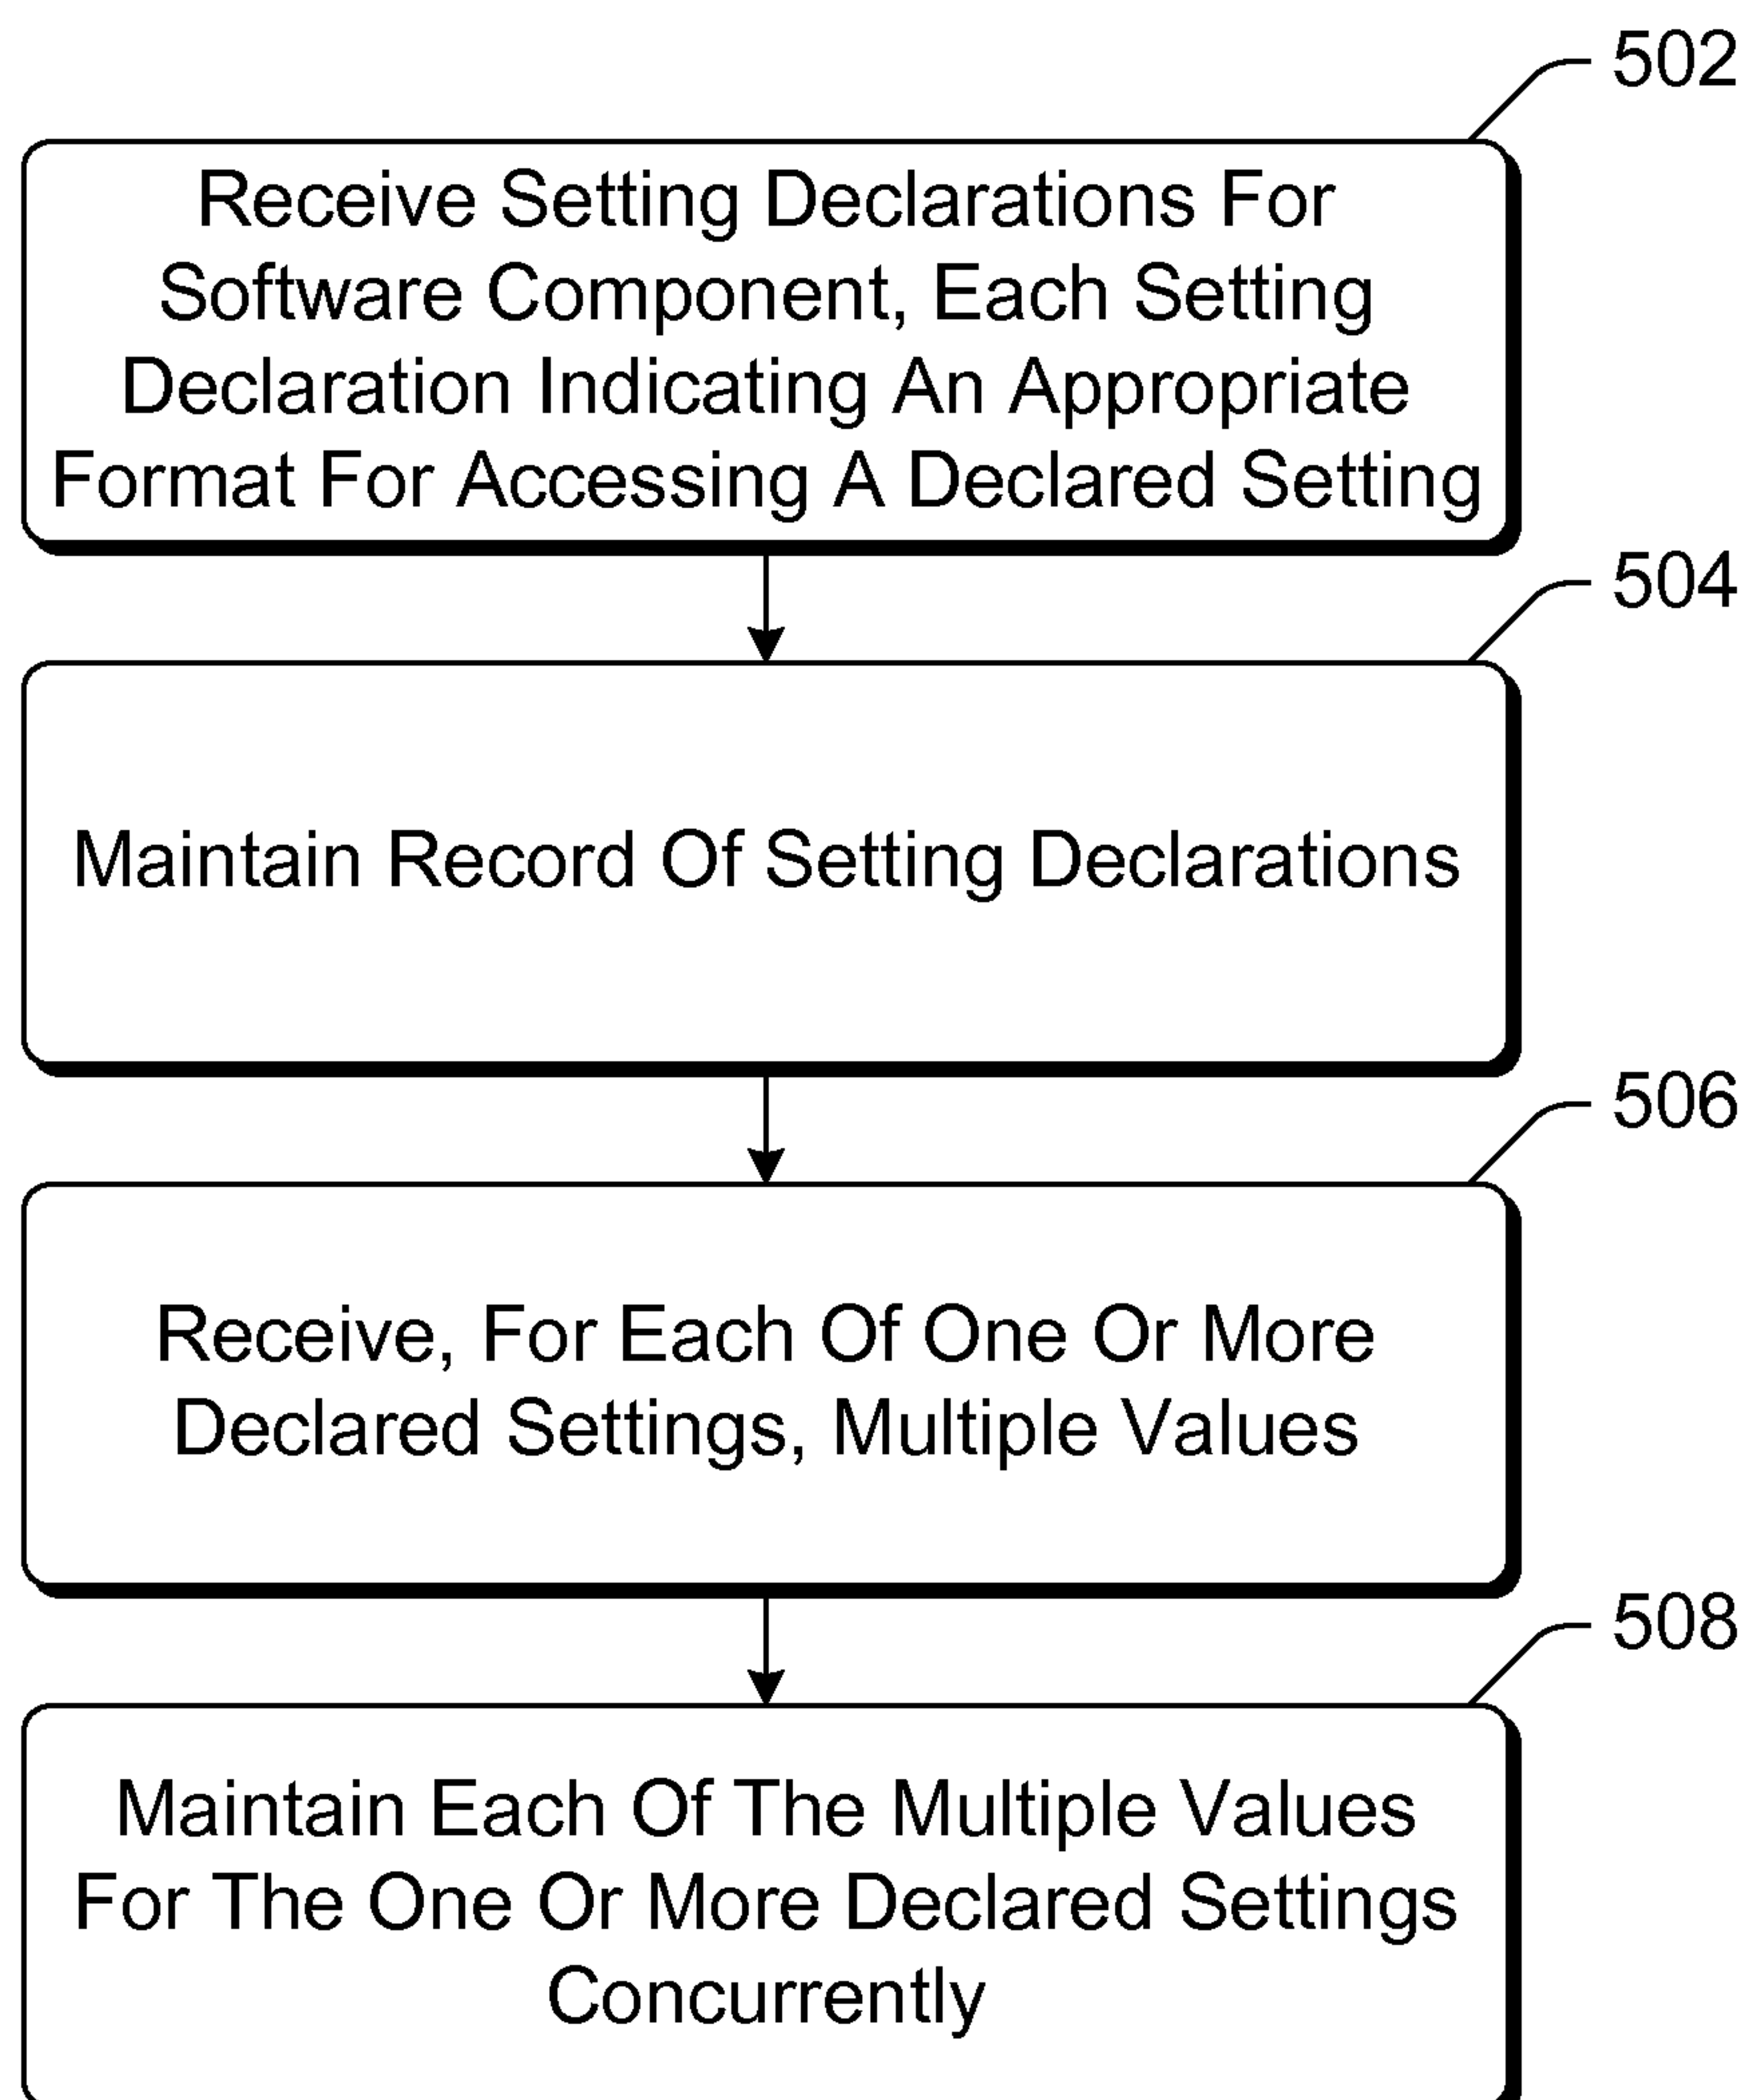 502
Receive Setting Declarations For
Software Component, Each Setting
Declaration Indicating An Appropriate
Format For Accessing A Declared Setting
504
Maintain Record Of Setting Declarations
506
Receive, For Each Of One Or More
Declared Settings, Multiple Values
508
Maintain Each Of The Multiple Values
For The One Or More Declared Settings
Concurrently